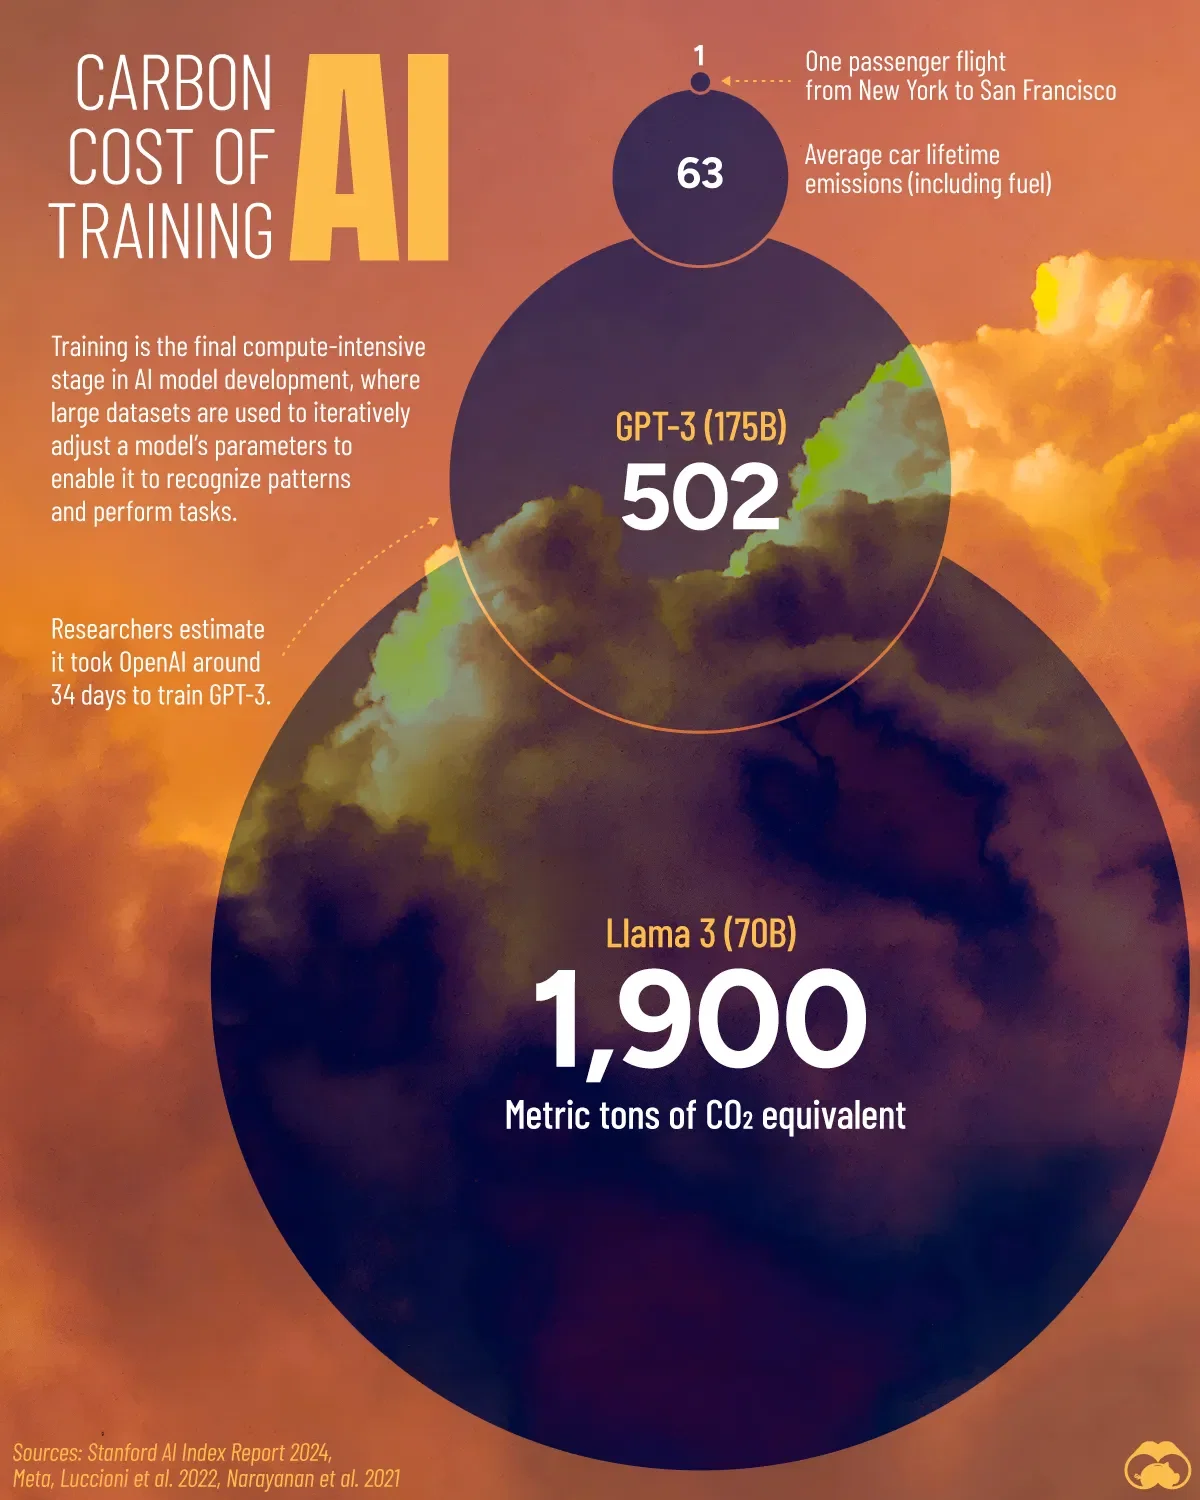 CARBON
COST OF
TRAINING
AI
1
One passenger flight
from New York to San Francisco
63
Average car lifetime
emissions (including fuel)
Training is the final compute-intensive
stage in AI model development, where
large datasets are used to iteratively
adjust a model's parameters to
enable it to recognize patterns
and perform tasks.
GPT-3 (175B)
502
Researchers estimate
it took OpenAI around
34 days to train GPT-3.
Llama 3 (70B)
1,900
Metric tons of CO₂ equivalent
Sources: Stanford AI Index Report 2024,
Meta, Luccioni et al. 2022, Narayanan et al. 2021